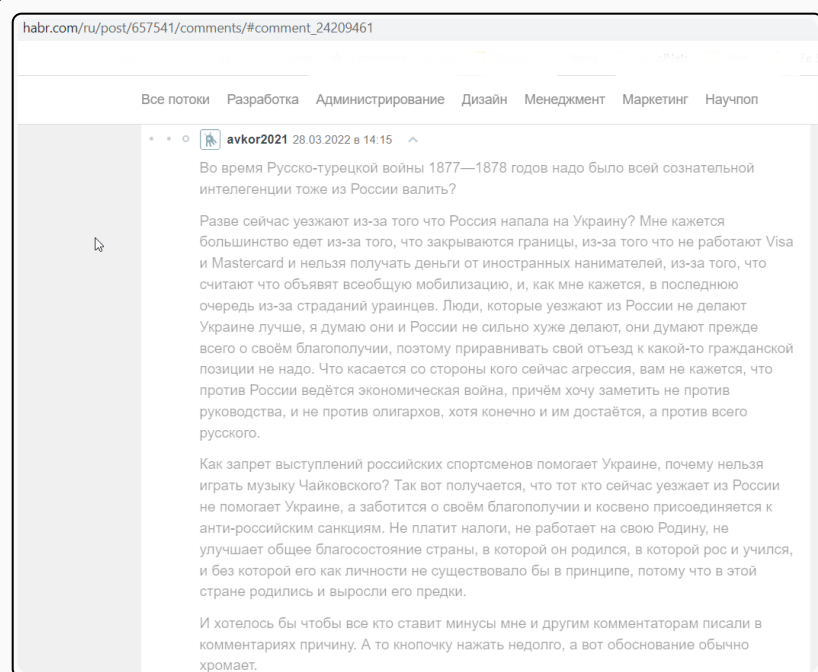 habr.com/ru/post/657541/comments/#comment_24209461
Все потоки Разработка Администрирование Дизайн Менеджмент Маркетинг Научпоп
avkor2021 28.03.2022 в 14:15
Во время Русско-турецкой войны 1877—1878 годов надо было всей сознательной
интелегенции тоже из России валить?
Разве сейчас уезжают из-за того что Россия напала на Украину? Мне кажется
большинство едет из-за того, что закрываются границы, из-за того что не работают Visa
и Mastercard и нельзя получать деньги от иностранных нанимателей, из-за того, что
считают что объявят всеобщую мобилизацию, и, как мне кажется, в последнюю
очередь из-за страданий ураинцев. Люди, которые уезжают из России не делают
Украине лучше, я думаю они и России не сильно хуже делают, они думают прежде
всего о своём благополучии, поэтому приравнивать свой отъезд к какой-то гражданской
позиции не надо. Что касается со стороны кого сейчас агрессия, вам не кажется, что
против России ведётся экономическая война, причём хочу заметить не против
руководства, и не против олигархов, хотя конечно и им достаётся, а против всего
русского.
Как запрет выступлений российских спортсменов помогает Украине, почему нельзя
играть музыку Чайковского? Так вот получается, что тот кто сейчас уезжает из России
не помогает Украине, а заботится о своём благополучии и косвено присоединяется к
анти-российским санкциям. Не платит налоги, не работает на свою Родину, не
улучшает общее благосостояние страны, в которой он родился, в которой рос и учился,
и без которой его как личности не существовало бы в принципе, потому что в этой
стране родились и выросли его предки.
И хотелось бы чтобы все кто ставит минусы мне и другим комментаторам писали в
комментариях причину. А то кнопочку нажать недолго, а вот обоснование обычно
хромает.